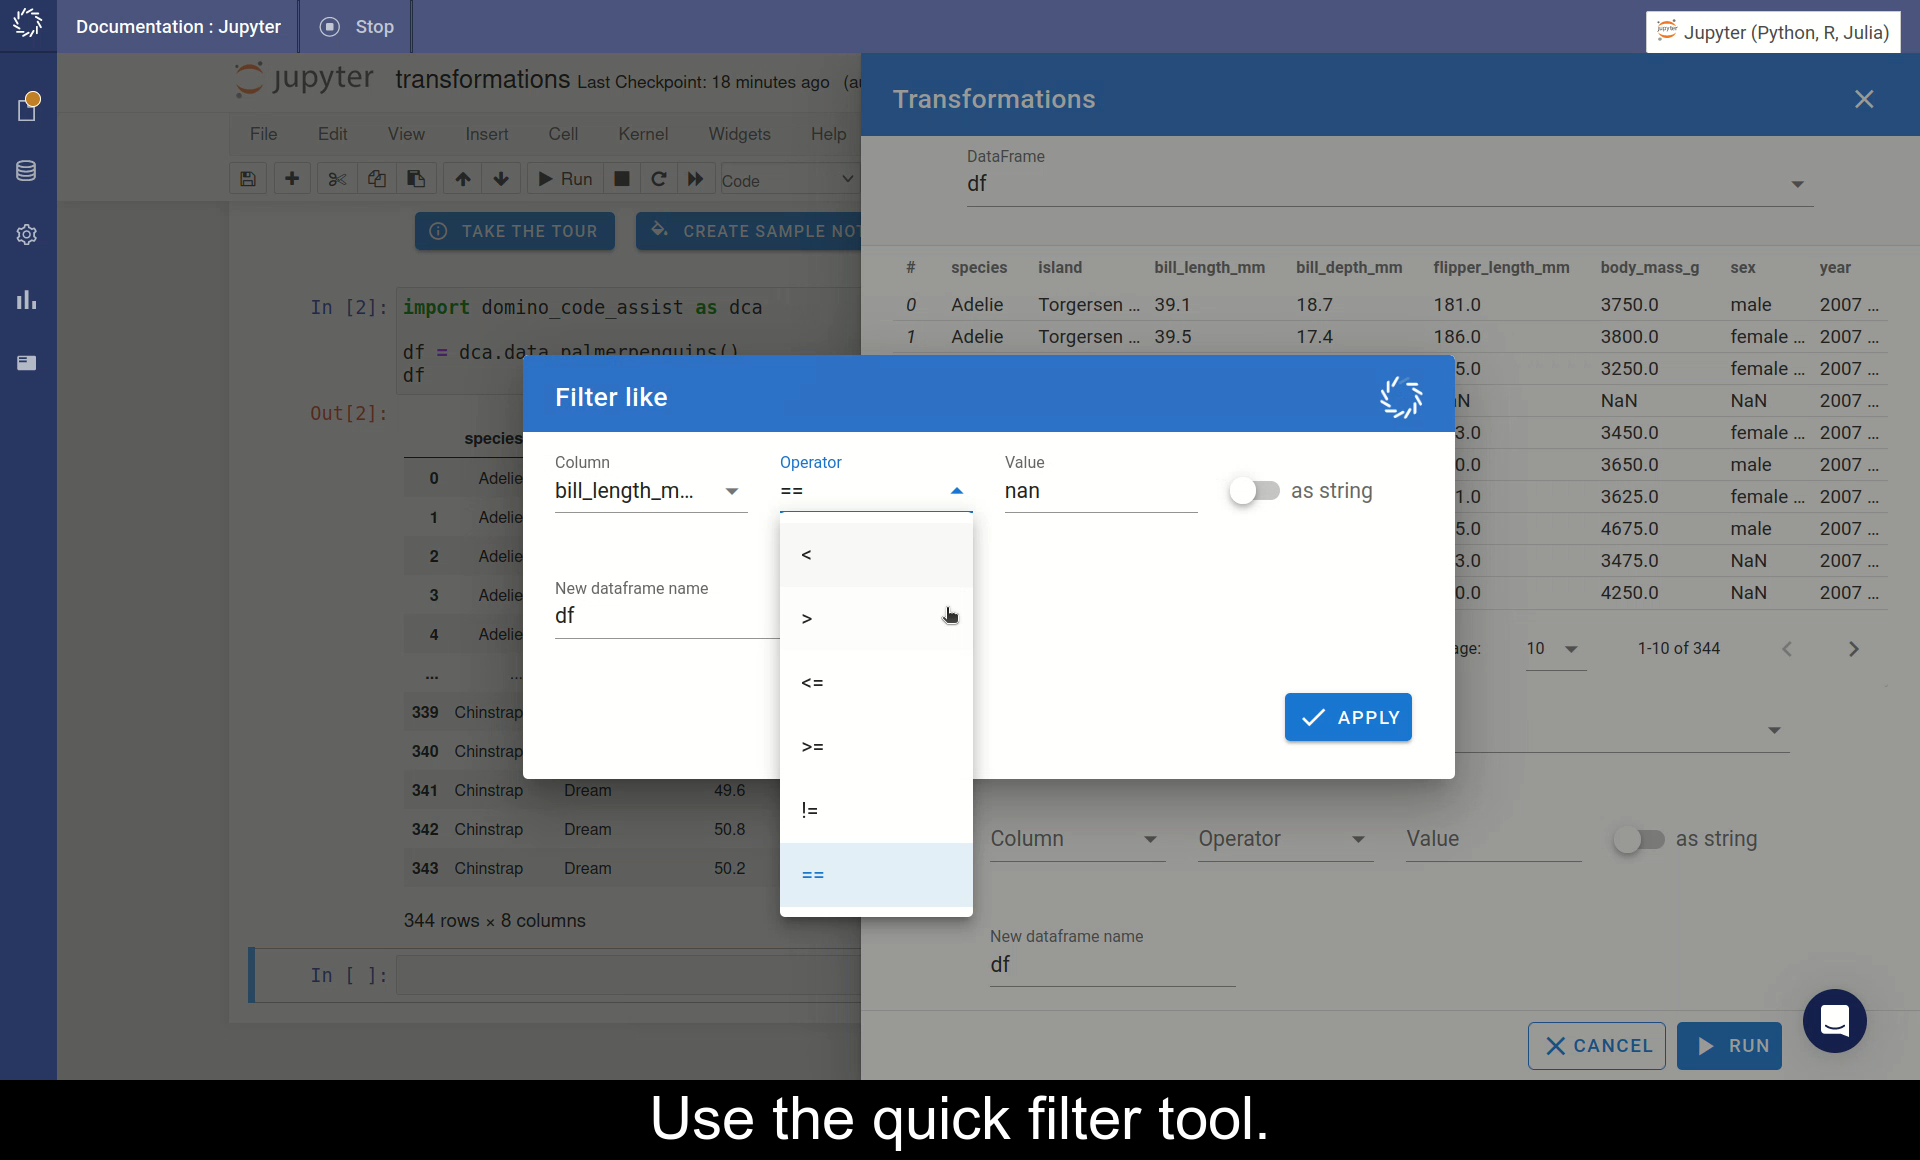 Documentation : Jupyter
Stop
Jupyter (Python, R, Julia)
jupyter transformations Last Checkpoint: 18 minutes ago (au
File Edit View Insert Cell Kernel Widgets Help
Run Code
TAKE THE TOUR
CREATE SAMPLE NOT
In [2]: import domino_code_assist as dca
df = dca.data.palmerpenguins()
df
Out[2]:
species
0 Adelie
1 Adelie
2 Adelie
3 Adelie
4 Adelie
... ...
339 Chinstrap
340 Chinstrap
341 Chinstrap Dream 49.6
342 Chinstrap Dream 50.8
343 Chinstrap Dream 50.2
344 rows × 8 columns
In [ ]:
Transformations
DataFrame
df
# species island bill_length_mm bill_depth_mm flipper_length_mm body_mass_g sex year
0 Adelie Torgersen ... 39.1 18.7 181.0 3750.0 male 2007 ...
1 Adelie Torgersen ... 39.5 17.4 186.0 3800.0 female ... 2007 ...
5.0 3250.0 female ... 2007 ...
N NaN NaN 2007 ...
3.0 3450.0 female ... 2007 ...
0.0 3650.0 male 2007 ...
1.0 3625.0 female ... 2007 ...
5.0 4675.0 male 2007 ...
3.0 3475.0 NaN 2007 ...
0.0 4250.0 NaN 2007 ...
age: 10 1-10 of 344
Filter like
Column Operator Value
bill_length_m... == nan as string
<
>
<=
>=
!=
==
New dataframe name
df
APPLY
Column Operator Value as string
New dataframe name
df
CANCEL RUN
Use the quick filter tool.